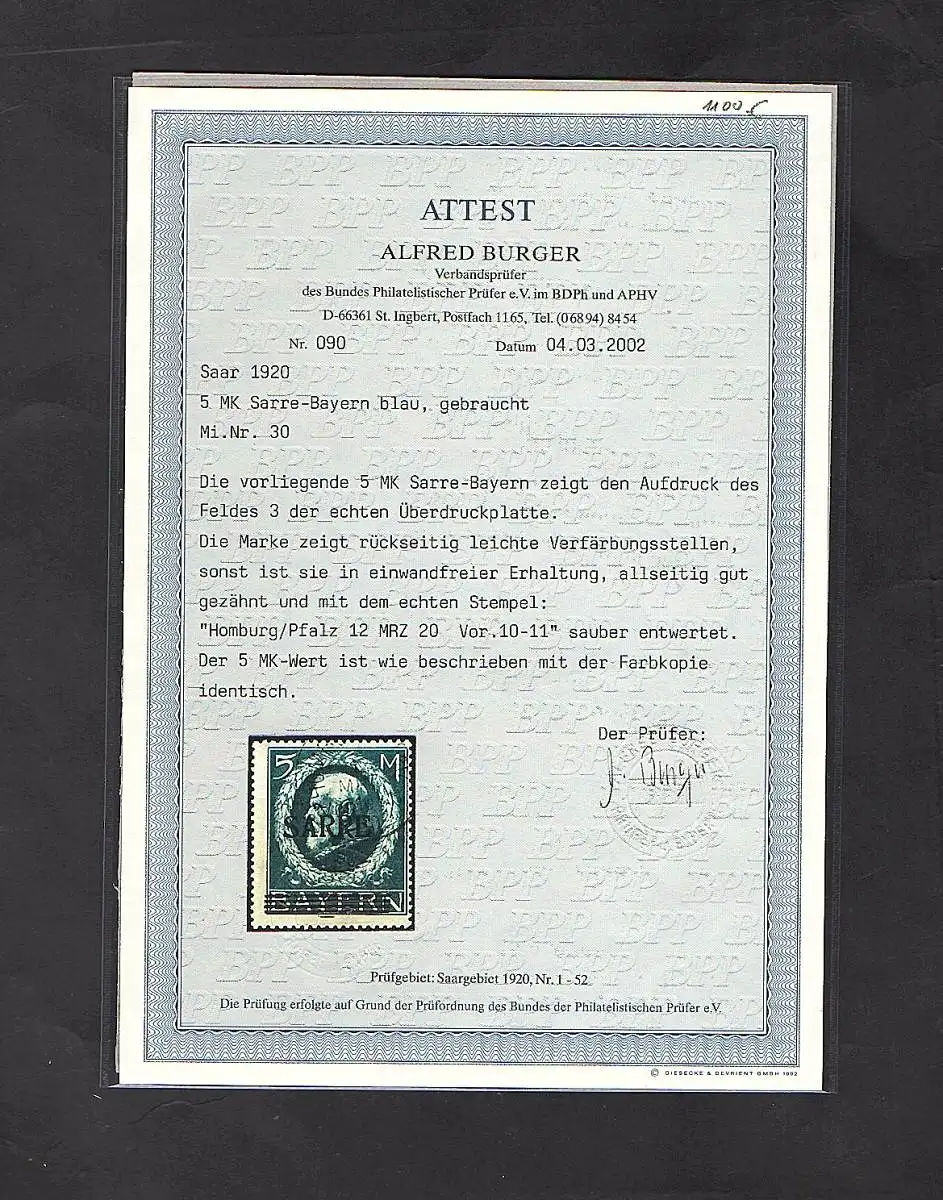 1100
ATTEST
ALFRED BURGER
Verbandsprüfer
des Bundes Philatelistischer Prüfer e.V. im BDPh und APHV
D-66361 St. Ingbert, Postfach 1165, Tel. (06894) 8454
Nr. 090 Datum 04.03.2002
Saar 1920
5 MK Sarre-Bayern blau, gebraucht
Mi.Nr. 30
Die vorliegende 5 MK Sarre-Bayern zeigt den Aufdruck des
Feldes 3 der echten Überdruckplatte.
Die Marke zeigt rückseitig leichte Verfärbungsstellen,
sonst ist sie in einwandfreier Erhaltung, allseitig gut
gezähnt und mit dem echten Stempel:
"Homburg/Pfalz 12 MRZ 20 Vor.10-11" sauber entwertet.
Der 5 MK-Wert ist wie beschrieben mit der Farbkopie
identisch.
Der Prüfer:
5 M
SARRE
BAYERN
Prüfgebiet: Saargebiet 1920, Nr. 1 - 52
Die Prüfung erfolgte auf Grund der Prüfordnung des Bundes der Philatelistischen Prüfer e.V.
© GIESECKE & DEVRIENT GMBH 1992